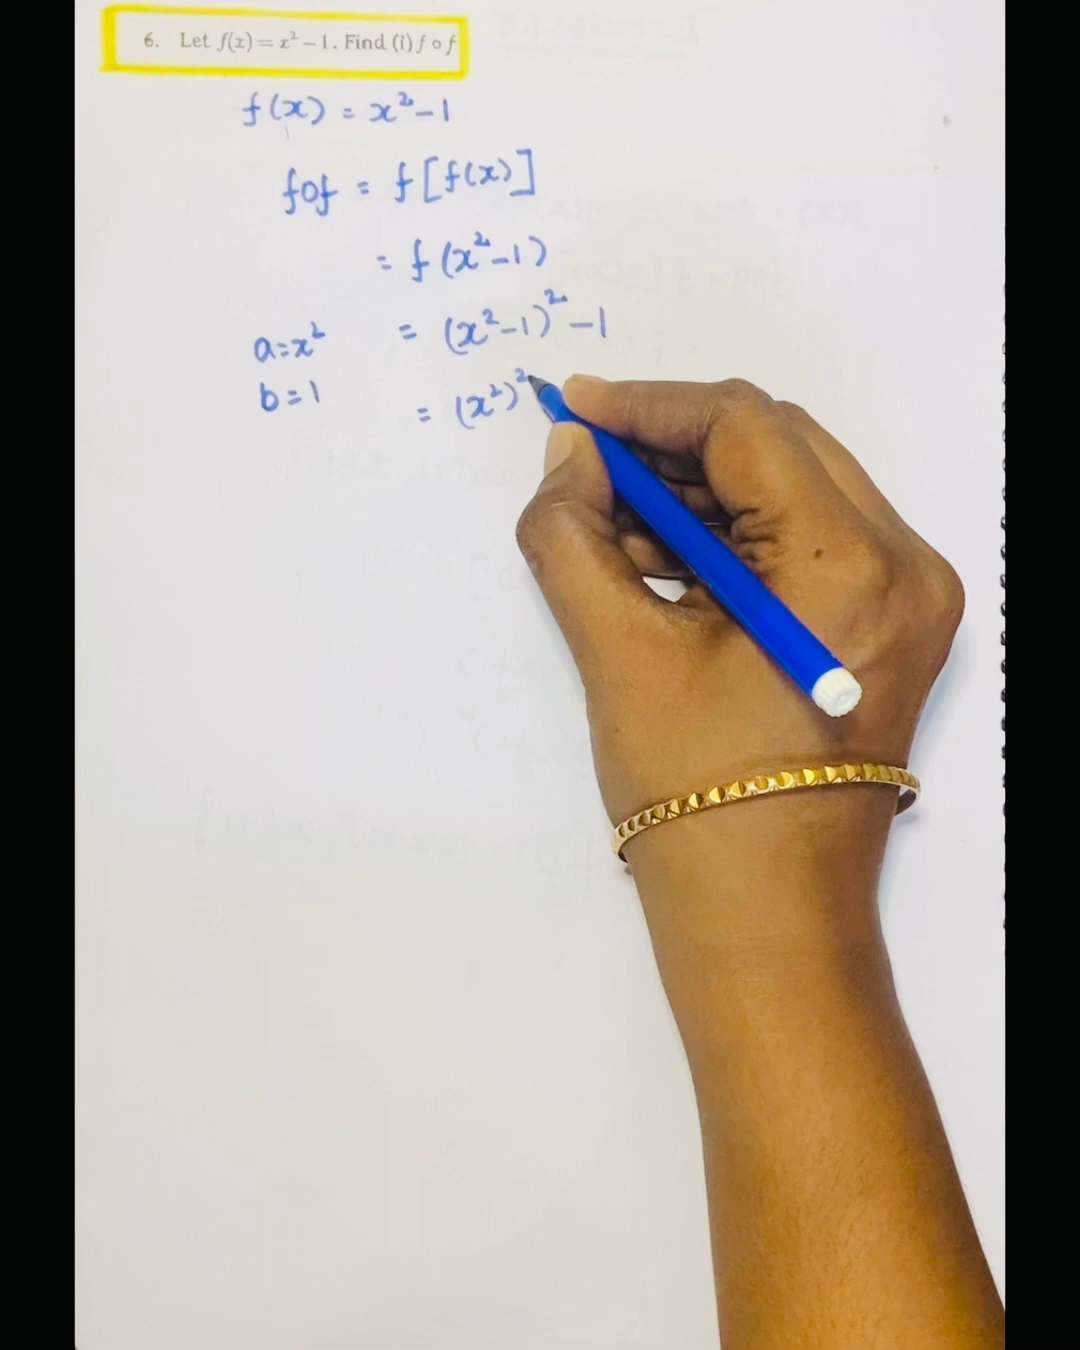 6. Let f(x) = x² – 1. Find (i) f ∘ f
f(x) = x² – 1
fof = f[f(x)]
= f(x² – 1)
= (x² – 1)² – 1
a = x²
b = 1
= (x²)²